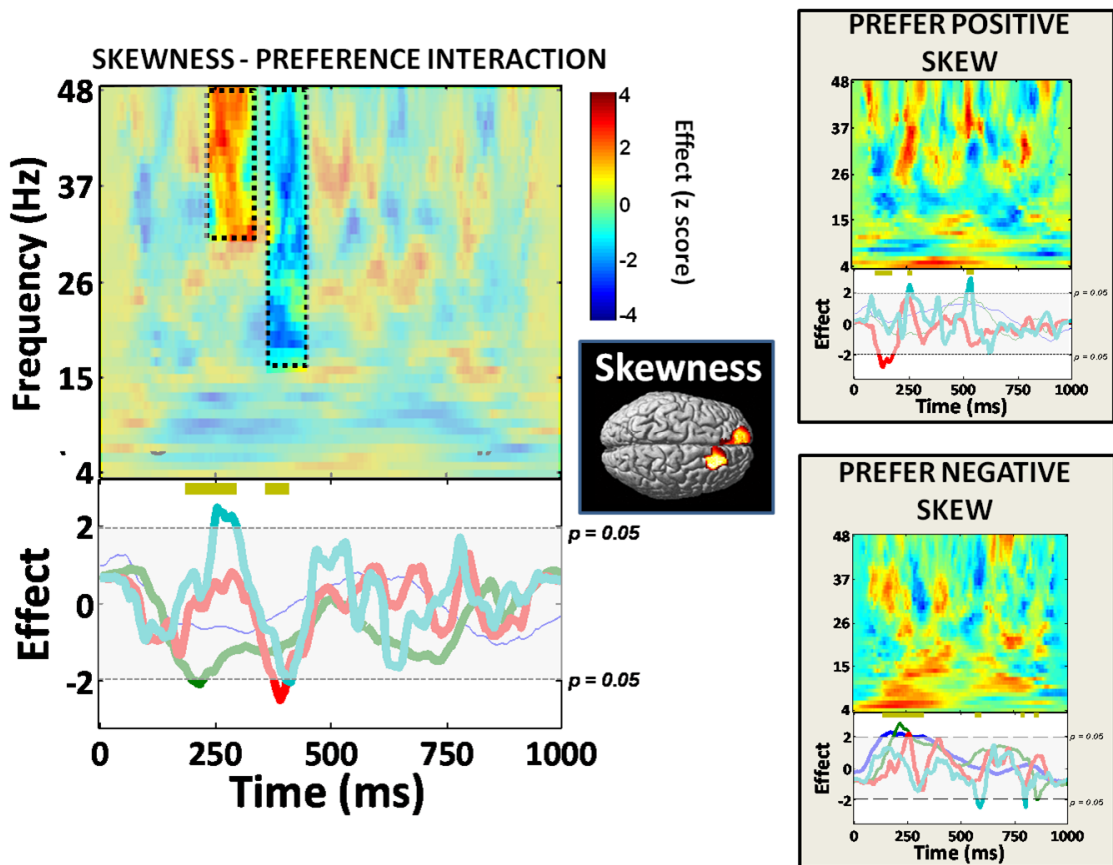 SKEWNESS - PREFERENCE INTERACTION
48
37
26
15
4
Frequency (Hz)
4
2
0
-2
-4
Effect (z score)
Skewness
2
0
-2
Effect
p = 0.05
p = 0.05
0
250
500
750
1000
Time (ms)
PREFER POSITIVE
SKEW
48
37
26
15
4
2
0
-2
Effect
p = 0.05
p = 0.05
0
250
500
750
1000
Time (ms)
PREFER NEGATIVE
SKEW
48
37
26
15
4
2
0
-2
Effect
p = 0.05
p = 0.05
0
250
500
750
1000
Time (ms)